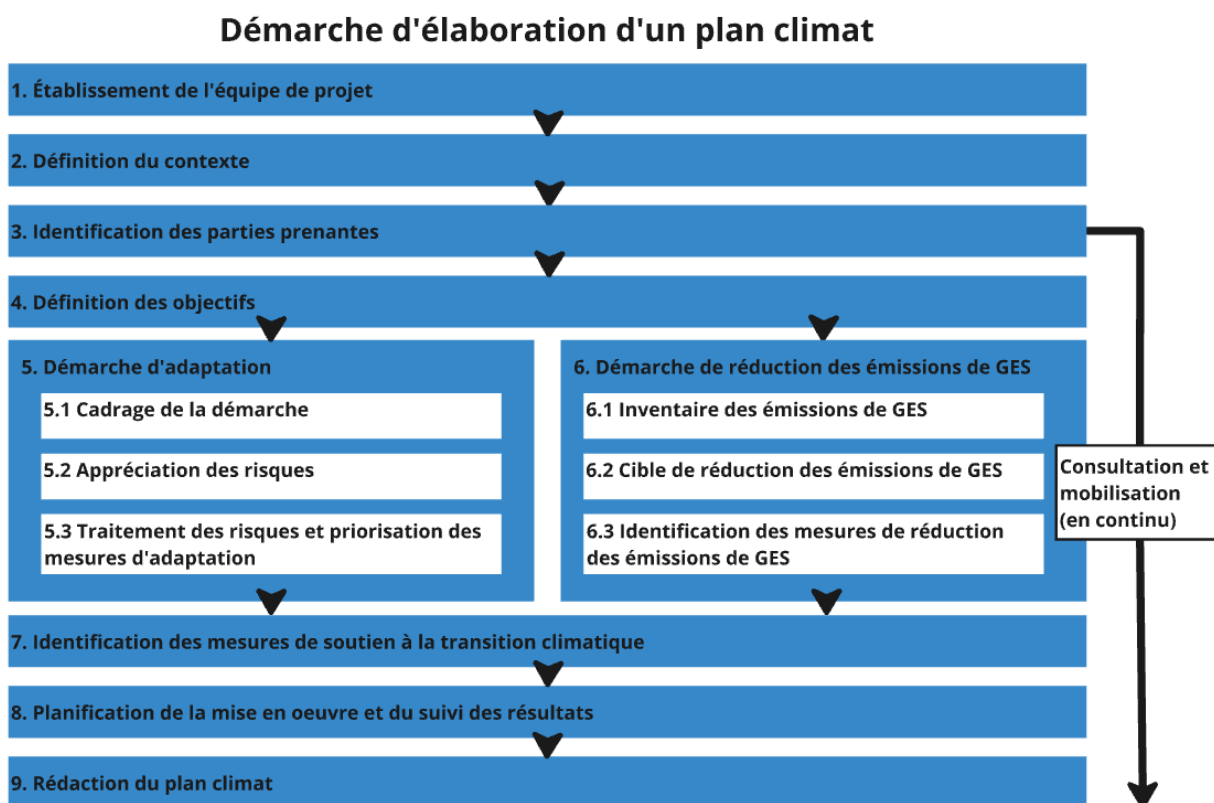 Démarche d'élaboration d'un plan climat
1. Établissement de l'équipe de projet
2. Définition du contexte
3. Identification des parties prenantes
4. Définition des objectifs
5. Démarche d'adaptation
5.1 Cadrage de la démarche
5.2 Appréciation des risques
5.3 Traitement des risques et priorisation des
mesures d'adaptation
6. Démarche de réduction des émissions de GES
6.1 Inventaire des émissions de GES
6.2 Cible de réduction des émissions de GES
6.3 Identification des mesures de réduction
des émissions de GES
Consultation et
mobilisation
(en continu)
7. Identification des mesures de soutien à la transition climatique
8. Planification de la mise en oeuvre et du suivi des résultats
9. Rédaction du plan climat